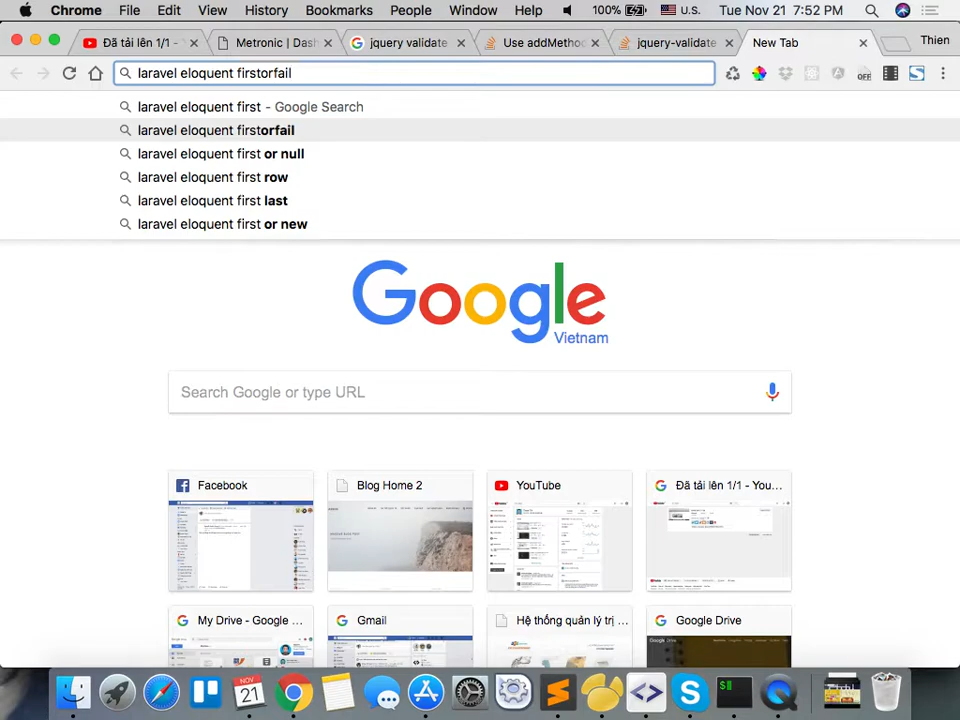 Chrome File Edit View History Bookmarks People Window Help 100% U.S. Tue Nov 21 7:52 PM
Đã tải lên 1/1 - Metronic | Dash jquery validate Use addMetho jquery-validate New Tab Thien
laravel eloquent firstorfail OFF
laravel eloquent first - Google Search
laravel eloquent firstorfail
laravel eloquent first or null
laravel eloquent first row
laravel eloquent first last
laravel eloquent first or new
Google
Vietnam
Search Google or type URL
Facebook Blog Home 2 YouTube Đã tải lên 1/1 - You...
My Drive - Google ... Gmail Hệ thống quản lý trị ... Google Drive
NOV
21